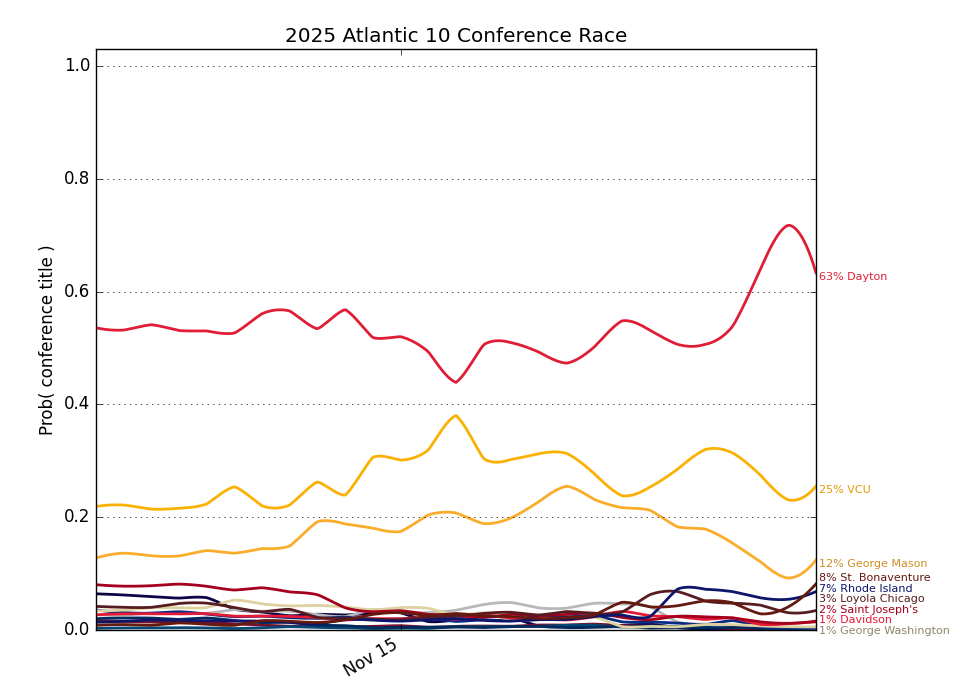 2025 Atlantic 10 Conference Race
Prob( conference title )
1.0
0.8
0.6
0.4
0.2
0.0
Nov 15
63% Dayton
25% VCU
12% George Mason
8% St. Bonaventure
7% Rhode Island
3% Loyola Chicago
2% Saint Joseph's
1% Davidson
1% George Washington